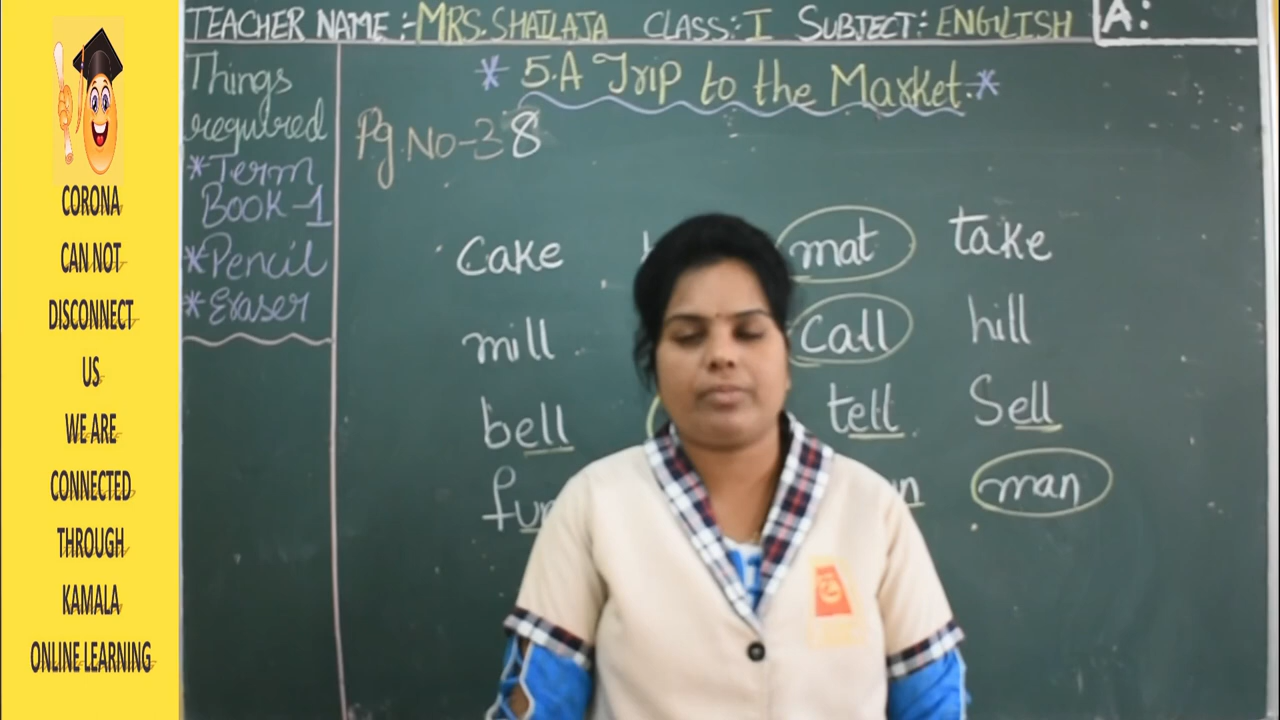 CORONA
CAN NOT
DISCONNECT
US
WE ARE
CONNECTED
THROUGH
KAMALA
ONLINE LEARNING
TEACHER NAME :- MRS. SHAILAJA CLASS:- I SUBJECT:- ENGLISH A:
Things
required
*Term
Book-1
*Pencil
*Eraser
* 5. A Trip to the Market. *
Pg. No-38
Cake mat take
mill Call hill
bell tell Sell
man